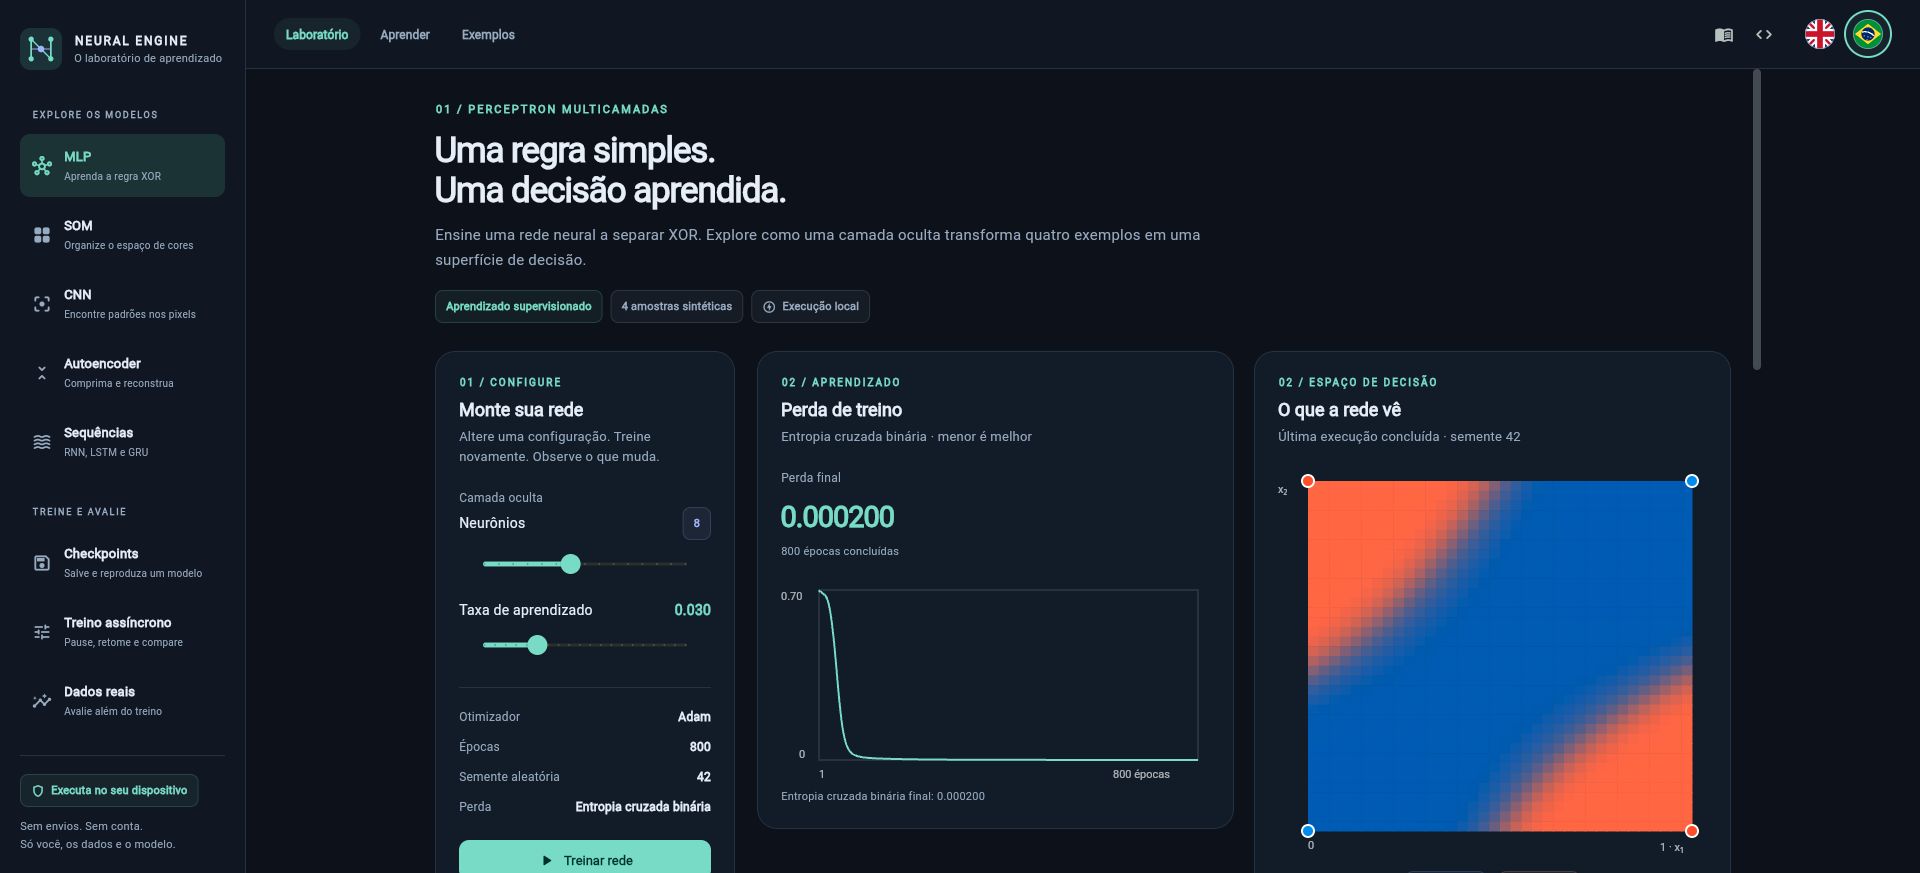 NEURAL ENGINE
O laboratório de aprendizado
EXPLORE OS MODELOS
MLP
Aprenda a regra XOR
SOM
Organize o espaço de cores
CNN
Encontre padrões nos pixels
Autoencoder
Comprima e reconstrua
Sequências
RNN, LSTM e GRU
TREINE E AVALIE
Checkpoints
Salve e reproduza um modelo
Treino assíncrono
Pause, retome e compare
Dados reais
Avalie além do treino
Executa no seu dispositivo
Sem envios. Sem conta.
Só você, os dados e o modelo.
Laboratório
Aprender
Exemplos
01 / PERCEPTRON MULTICAMADAS
Uma regra simples.
Uma decisão aprendida.
Ensine uma rede neural a separar XOR. Explore como uma camada oculta transforma quatro exemplos em uma
superfície de decisão.
Aprendizado supervisionado
4 amostras sintéticas
Execução local
01 / CONFIGURE
Monte sua rede
Altere uma configuração. Treine
novamente. Observe o que muda.
Camada oculta
Neurônios 8
Taxa de aprendizado 0.030
Otimizador Adam
Épocas 800
Semente aleatória 42
Perda Entropia cruzada binária
Treinar rede
02 / APRENDIZADO
Perda de treino
Entropia cruzada binária · menor é melhor
Perda final
0.000200
800 épocas concluídas
0.70
0
1 800 épocas
Entropia cruzada binária final: 0.000200
02 / ESPAÇO DE DECISÃO
O que a rede vê
Última execução concluída · semente 42
x₂
0 1 · x₁